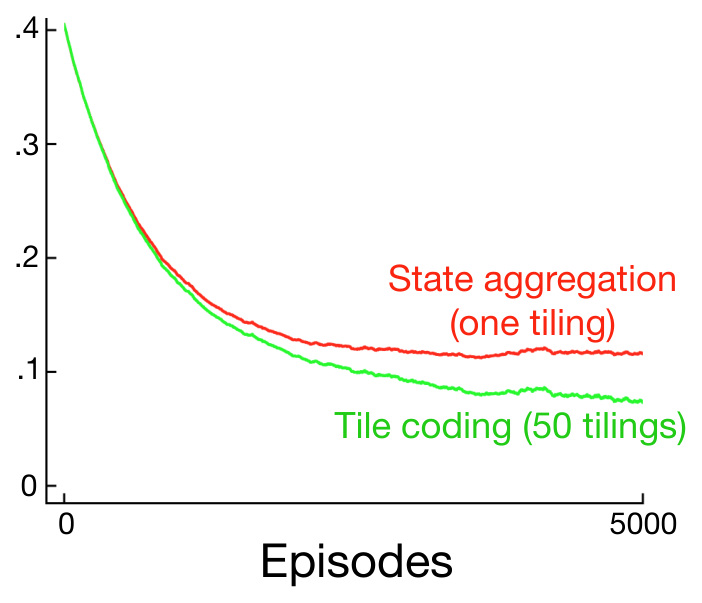 .4
.3
.2
State aggregation
(one tiling)
.1
Tile coding (50 tilings)
0
0
5000
Episodes